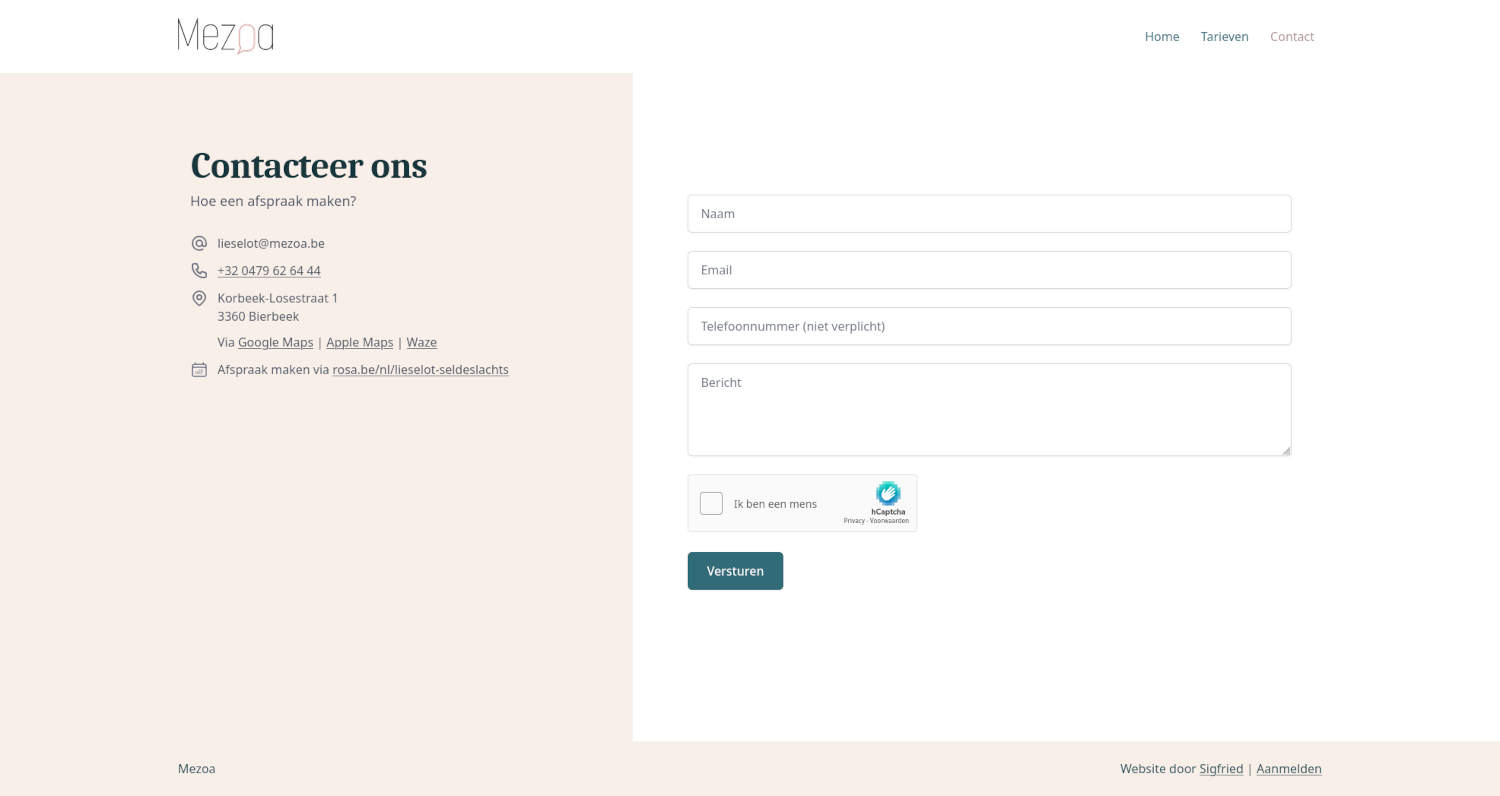 Mezoa
Home
Tarieven
Contact
Contacteer ons
Hoe een afspraak maken?
lieselot@mezoa.be
+32 0479 62 64 44
Korbeek-Losestraat 1
3360 Bierbeek
Via Google Maps | Apple Maps | Waze
Afspraak maken via rosa.be/nl/lieselot-seldeslachts
Naam
Email
Telefoonnummer (niet verplicht)
Bericht
Ik ben een mens
hCaptcha
Privacy - Voorwaarden
Versturen
Mezoa
Website door Sigfried | Aanmelden